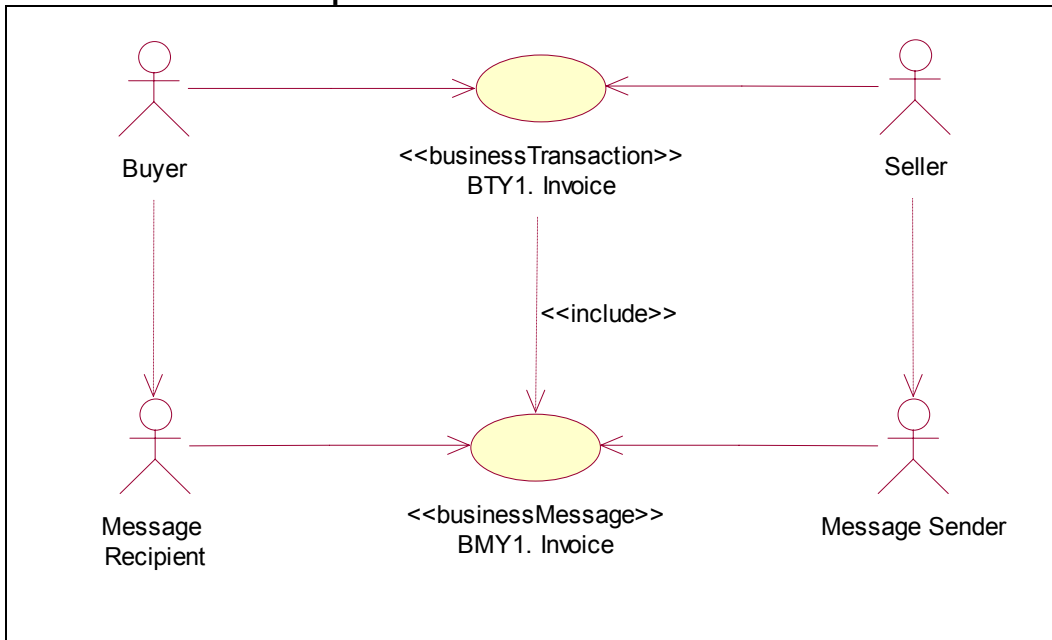 Buyer
<<businessTransaction>>
BTY1. Invoice
Seller
<<include>>
Message
Recipient
<<businessMessage>>
BMY1. Invoice
Message Sender